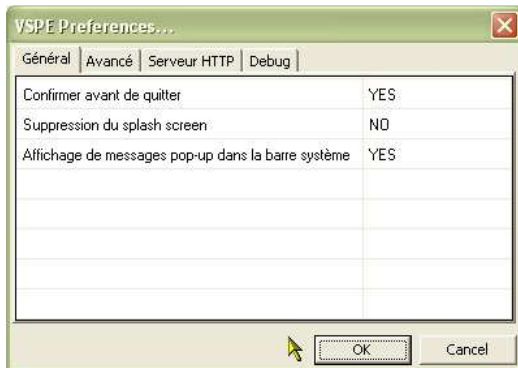 VSPE Preferences...
Général Avancé Serveur HTTP Debug
Confirmer avant de quitter YES
Suppression du splash screen NO
Affichage de messages pop-up dans la barre système YES
OK Cancel